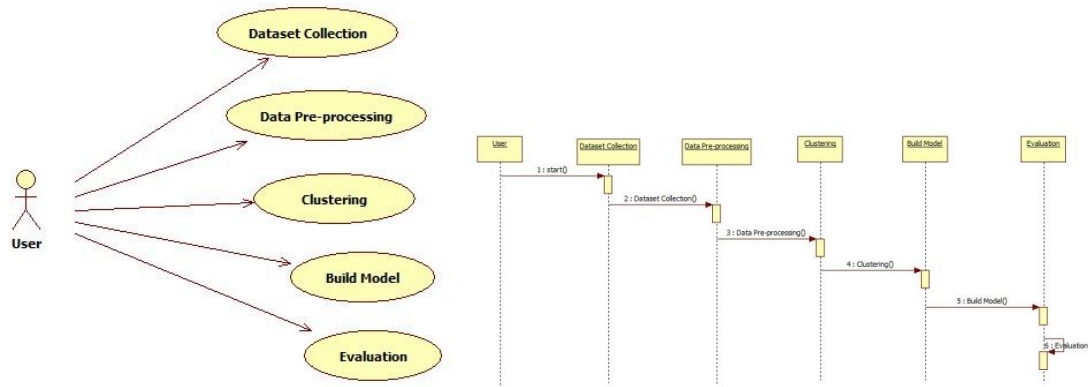 Dataset Collection
Data Pre-processing
Clustering
Build Model
Evaluation
User
User
Dataset Collection
Data Pre-processing
Clustering
Build Model
Evaluation
1 : start()
2 : Dataset Collection()
3 : Data Pre-processing()
4 : Clustering()
5 : Build Model()
6 : Evaluation